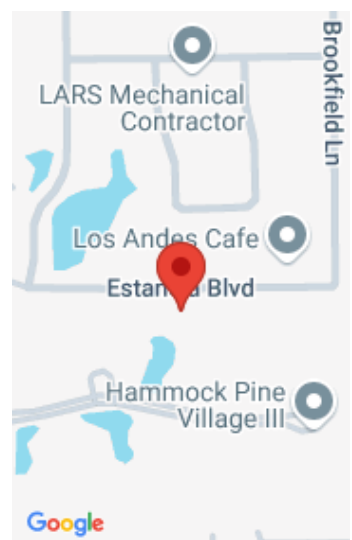 Brookfield Ln
LARS Mechanical
Contractor
Los Andes Cafe
Blvd
Hammock Pine
Village III
Google